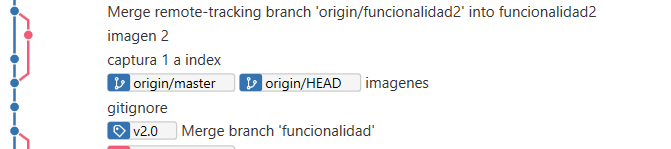 Merge remote-tracking branch 'origin/funcionalidad2' into funcionalidad2
imagen 2
captura 1 a index
origin/master origin/HEAD imagenes
gitignore
v2.0 Merge branch 'funcionalidad'